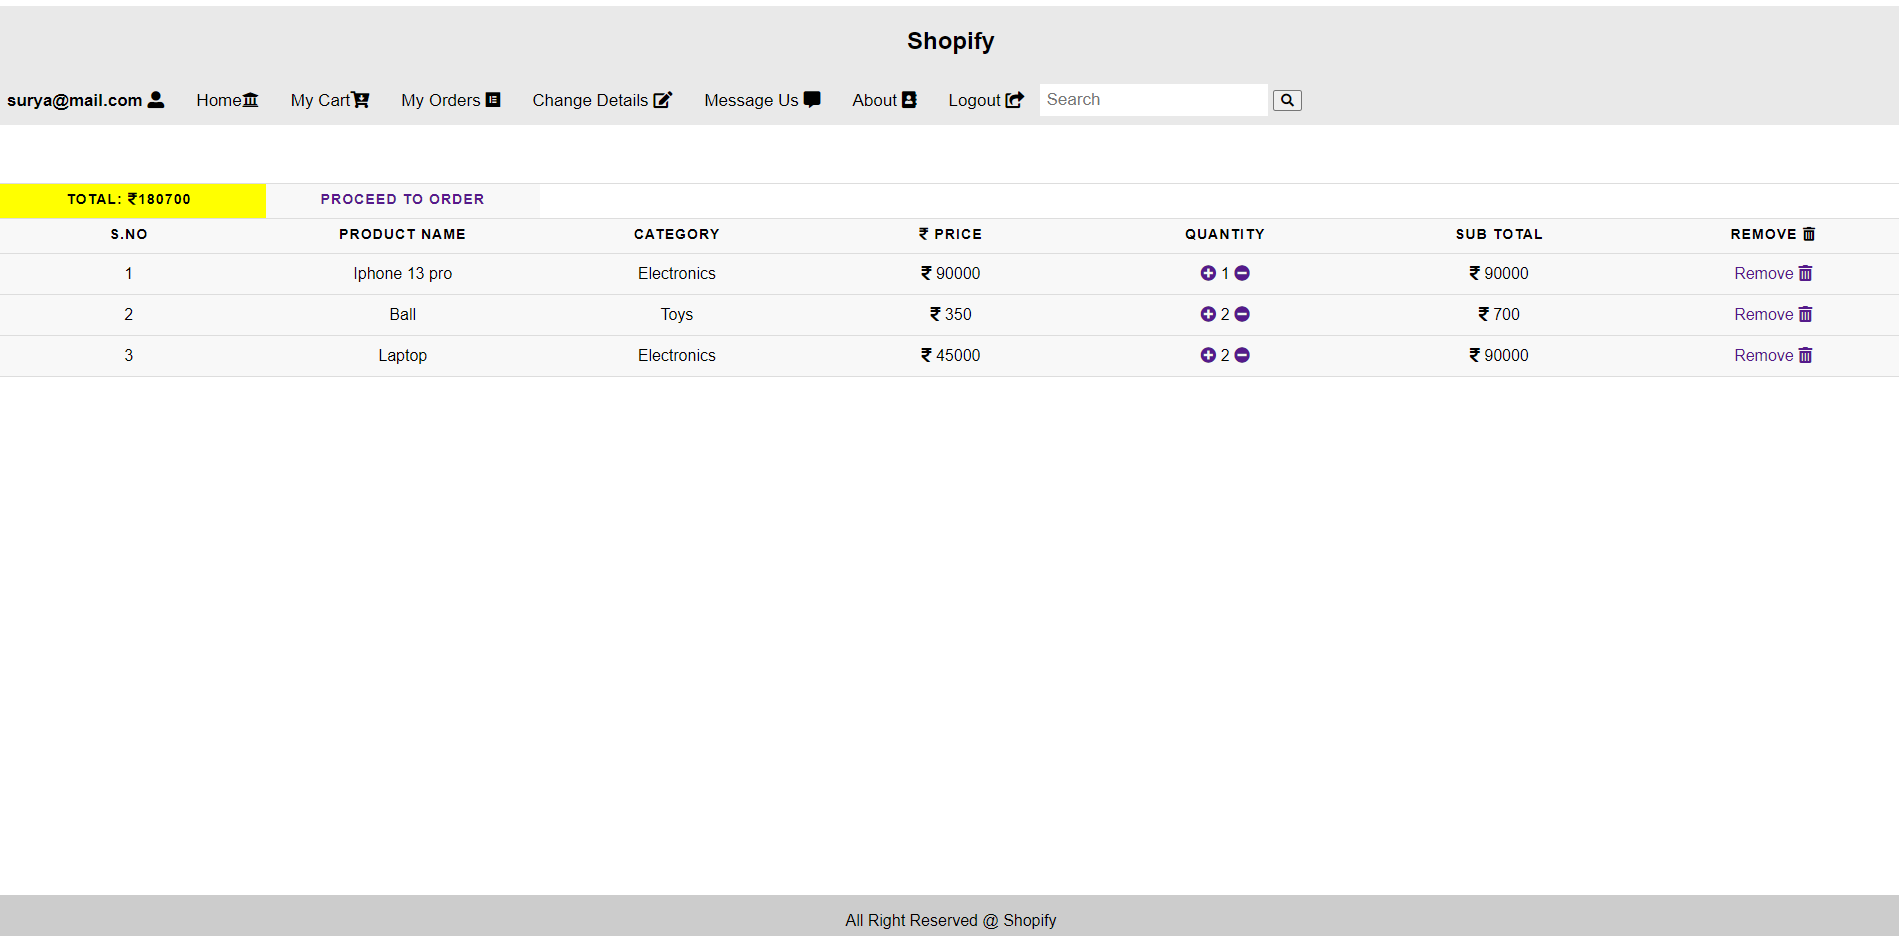 Shopify
surya@mail.com Home My Cart My Orders Change Details Message Us About Logout Search
TOTAL: ₹180700 PROCEED TO ORDER
S.NO PRODUCT NAME CATEGORY ₹ PRICE QUANTITY SUB TOTAL REMOVE
1 Iphone 13 pro Electronics ₹ 90000 1 ₹ 90000 Remove
2 Ball Toys ₹ 350 2 ₹ 700 Remove
3 Laptop Electronics ₹ 45000 2 ₹ 90000 Remove
All Right Reserved @ Shopify